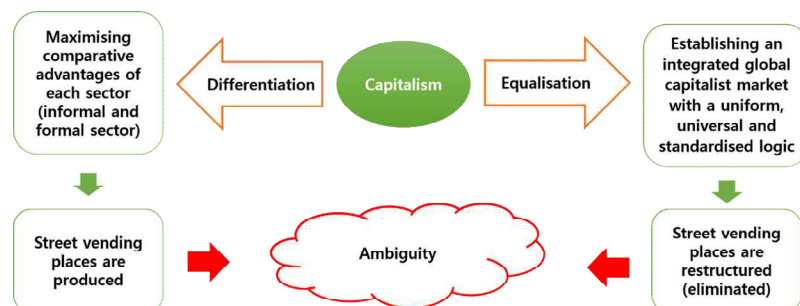 Maximising
comparative
advantages of
each sector
(informal and
formal sector)
Differentiation
Capitalism
Equalisation
Establishing an
integrated global
capitalist market
with a uniform,
universal and
standardised logic
Street vending
places are
produced
Ambiguity
Street vending
places are
restructured
(eliminated)